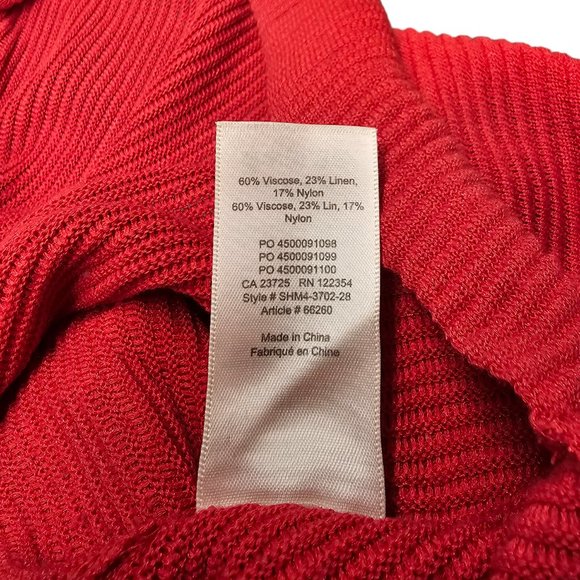 60% Viscose, 23% Linen,
17% Nylon
60% Viscose, 23% Lin, 17%
Nylon
PO 4500091098
PO 4500091099
PO 4500091100
CA 23725 RN 122354
Style # SHM4-3702-28
Article # 66260
Made in China
Fabriqué en Chine